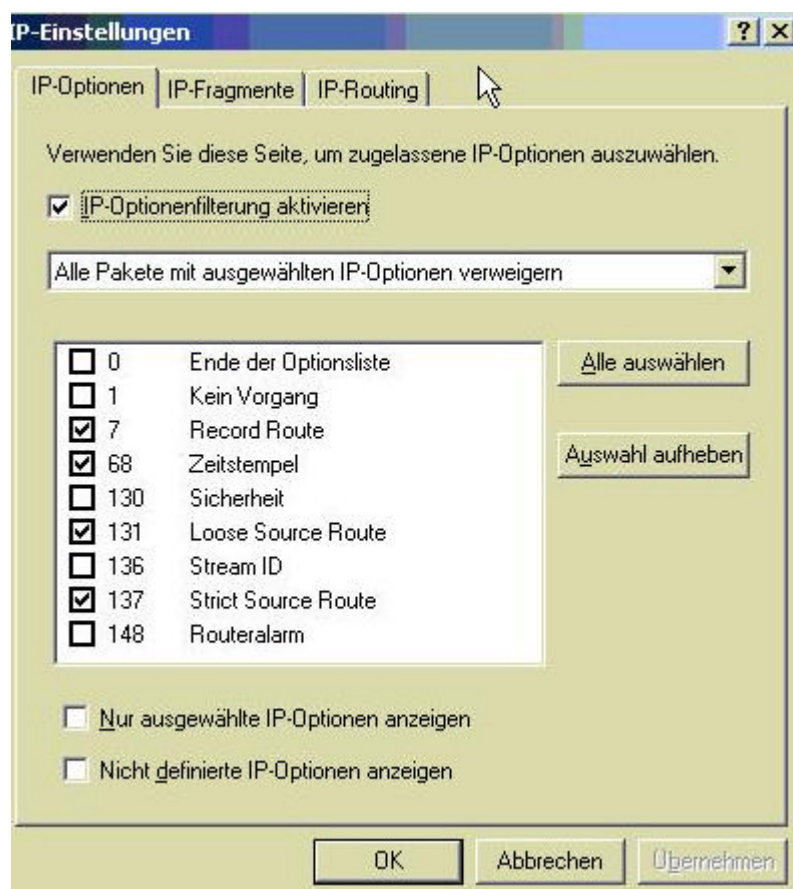 IP-Einstellungen
IP-Optionen IP-Fragmente IP-Routing
Verwenden Sie diese Seite, um zugelassene IP-Optionen auszuwählen.
IP-Optionenfilterung aktivieren
Alle Pakete mit ausgewählten IP-Optionen verweigern
0 Ende der Optionsliste
1 Kein Vorgang
7 Record Route
68 Zeitstempel
130 Sicherheit
131 Loose Source Route
136 Stream ID
137 Strict Source Route
148 Routeralarm
Alle auswählen
Auswahl aufheben
Nur ausgewählte IP-Optionen anzeigen
Nicht definierte IP-Optionen anzeigen
OK Abbrechen Übernehmen